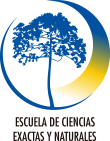 ESCUELA DE CIENCIAS
EXACTAS Y NATURALES